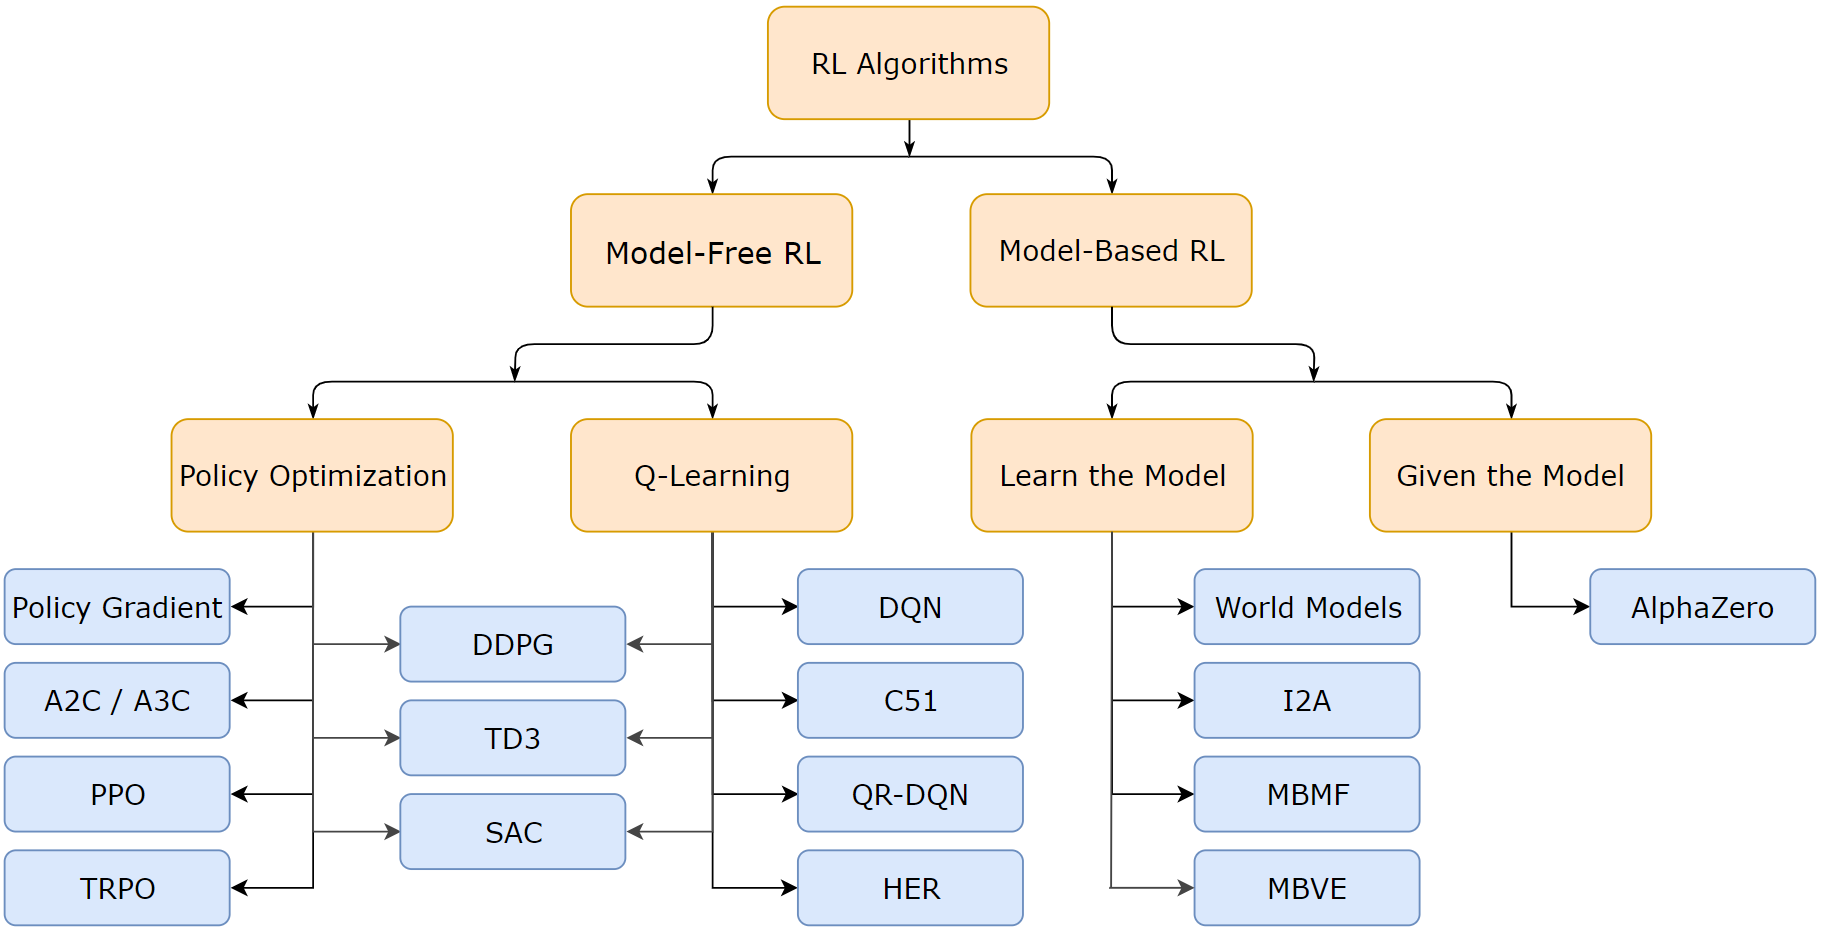 RL Algorithms
Model-Free RL
Model-Based RL
Policy Optimization
Q-Learning
Learn the Model
Given the Model
Policy Gradient
DDPG
DQN
World Models
AlphaZero
A2C / A3C
TD3
C51
I2A
PPO
SAC
QR-DQN
MBMF
TRPO
HER
MBVE